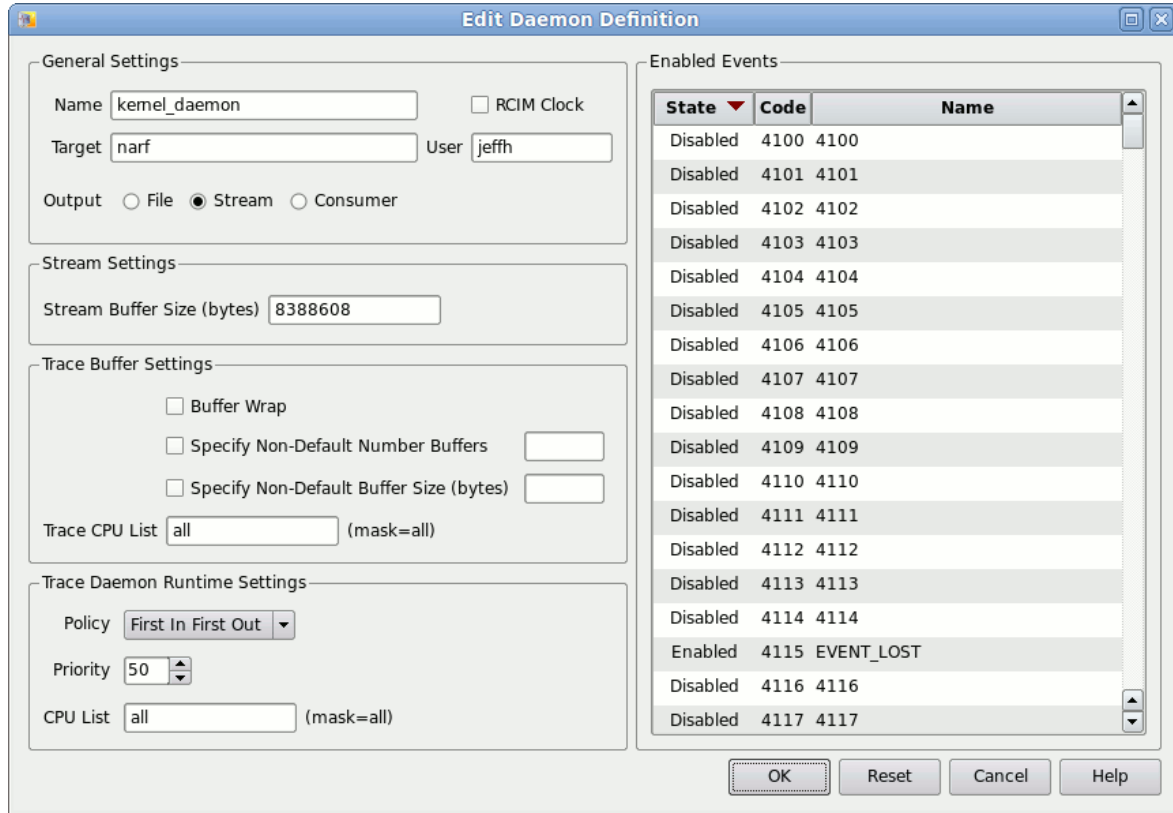 Edit Daemon Definition
General Settings
Name kernel_daemon RCIM Clock
Target narf User jeffh
Output File Stream Consumer
Stream Settings
Stream Buffer Size (bytes) 8388608
Trace Buffer Settings
Buffer Wrap
Specify Non-Default Number Buffers
Specify Non-Default Buffer Size (bytes)
Trace CPU List all (mask=all)
Trace Daemon Runtime Settings
Policy First In First Out
Priority 50
CPU List all (mask=all)
Enabled Events
State Code Name
Disabled 4100 4100
Disabled 4101 4101
Disabled 4102 4102
Disabled 4103 4103
Disabled 4104 4104
Disabled 4105 4105
Disabled 4106 4106
Disabled 4107 4107
Disabled 4108 4108
Disabled 4109 4109
Disabled 4110 4110
Disabled 4111 4111
Disabled 4112 4112
Disabled 4113 4113
Disabled 4114 4114
Enabled 4115 EVENT_LOST
Disabled 4116 4116
Disabled 4117 4117
OK Reset Cancel Help